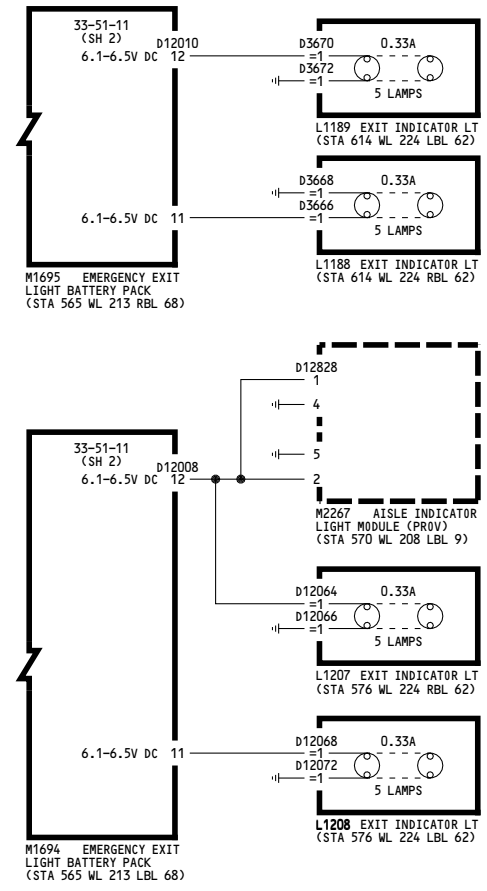 33-51-11
(SH 2)
D12010
6.1-6.5V DC 12
D3670
=1
0.33A
D3672
=1
5 LAMPS
L1189 EXIT INDICATOR LT
(STA 614 WL 224 LBL 62)
D3668
=1
0.33A
D3666
=1
6.1-6.5V DC 11
5 LAMPS
L1188 EXIT INDICATOR LT
(STA 614 WL 224 RBL 62)
M1695 EMERGENCY EXIT
LIGHT BATTERY PACK
(STA 565 WL 213 RBL 68)
D12828
1
4
5
2
M2267 AISLE INDICATOR
LIGHT MODULE (PROV)
(STA 570 WL 208 LBL 9)
33-51-11
(SH 2)
D12008
6.1-6.5V DC 12
D12064
=1
0.33A
D12066
=1
5 LAMPS
L1207 EXIT INDICATOR LT
(STA 576 WL 224 RBL 62)
D12068
=1
0.33A
6.1-6.5V DC 11
D12072
=1
5 LAMPS
L1208 EXIT INDICATOR LT
(STA 576 WL 224 LBL 62)
M1694 EMERGENCY EXIT
LIGHT BATTERY PACK
(STA 565 WL 213 LBL 68)